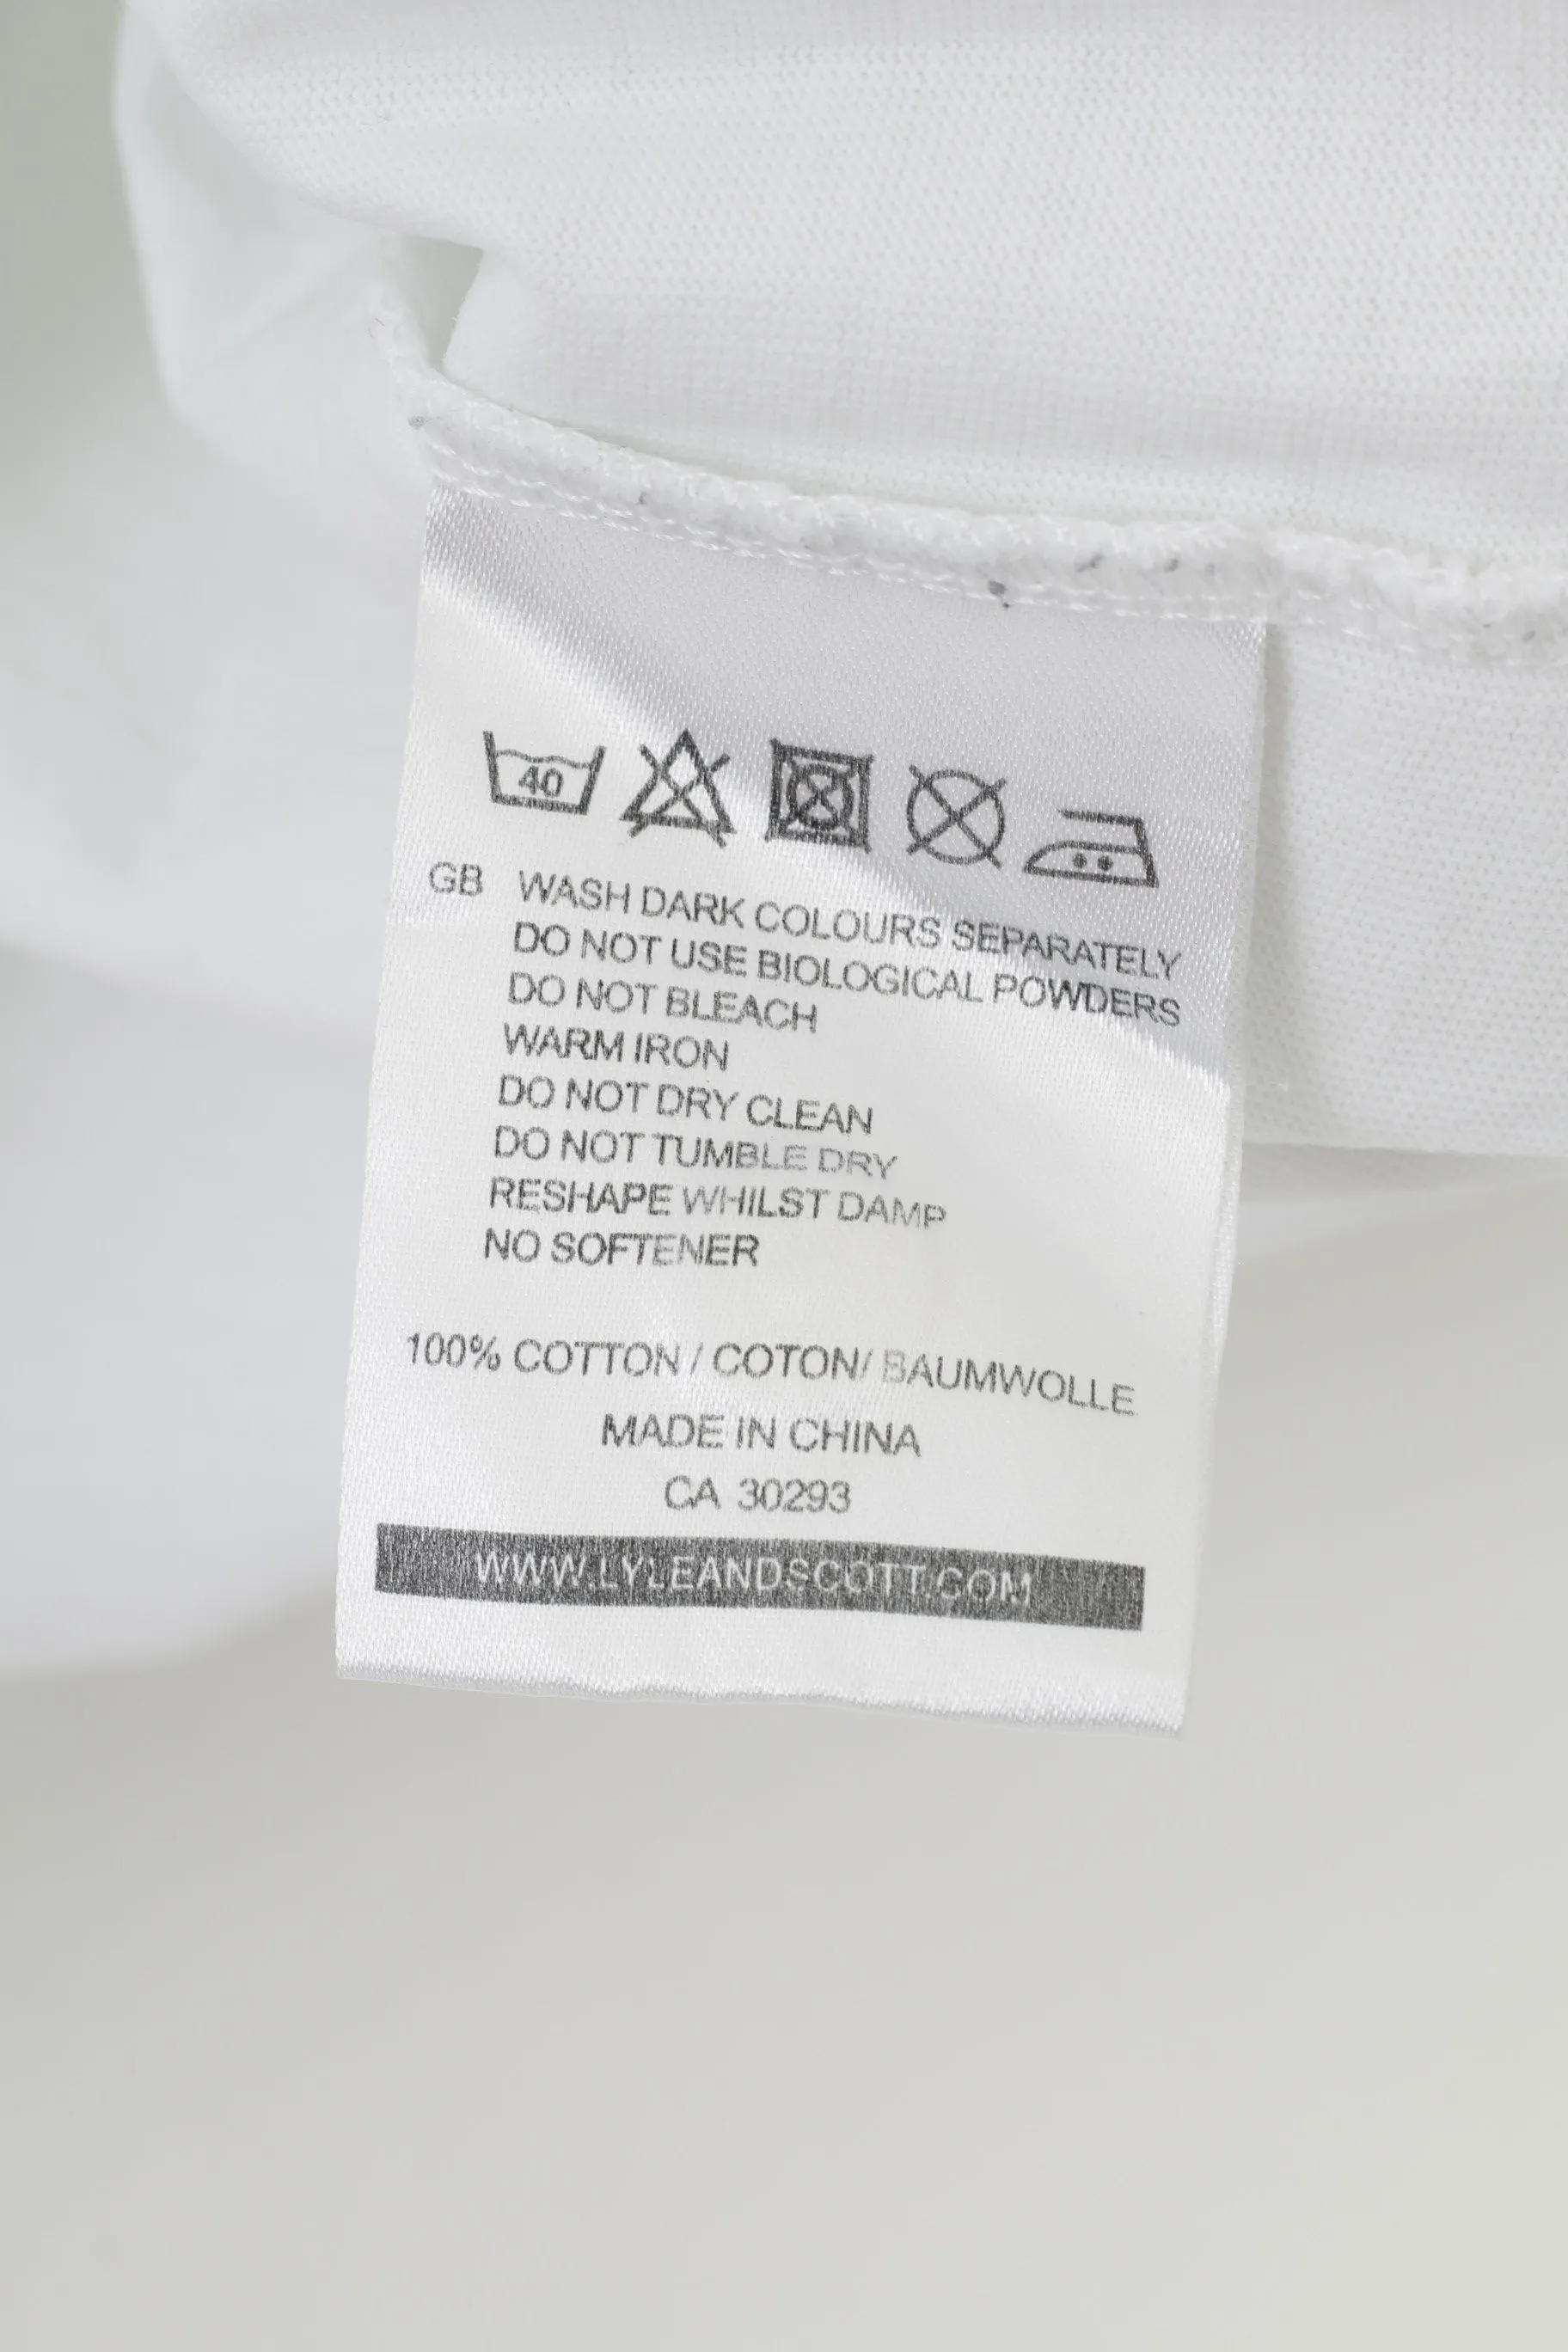 40
GB WASH DARK COLOURS SEPARATELY
DO NOT USE BIOLOGICAL POWDERS
DO NOT BLEACH
WARM IRON
DO NOT DRY CLEAN
DO NOT TUMBLE DRY
RESHAPE WHILST DAMP
NO SOFTENER
100% COTTON / COTON/ BAUMWOLLE
MADE IN CHINA
CA 30293
WWW.LYLEANDSCOTT.COM